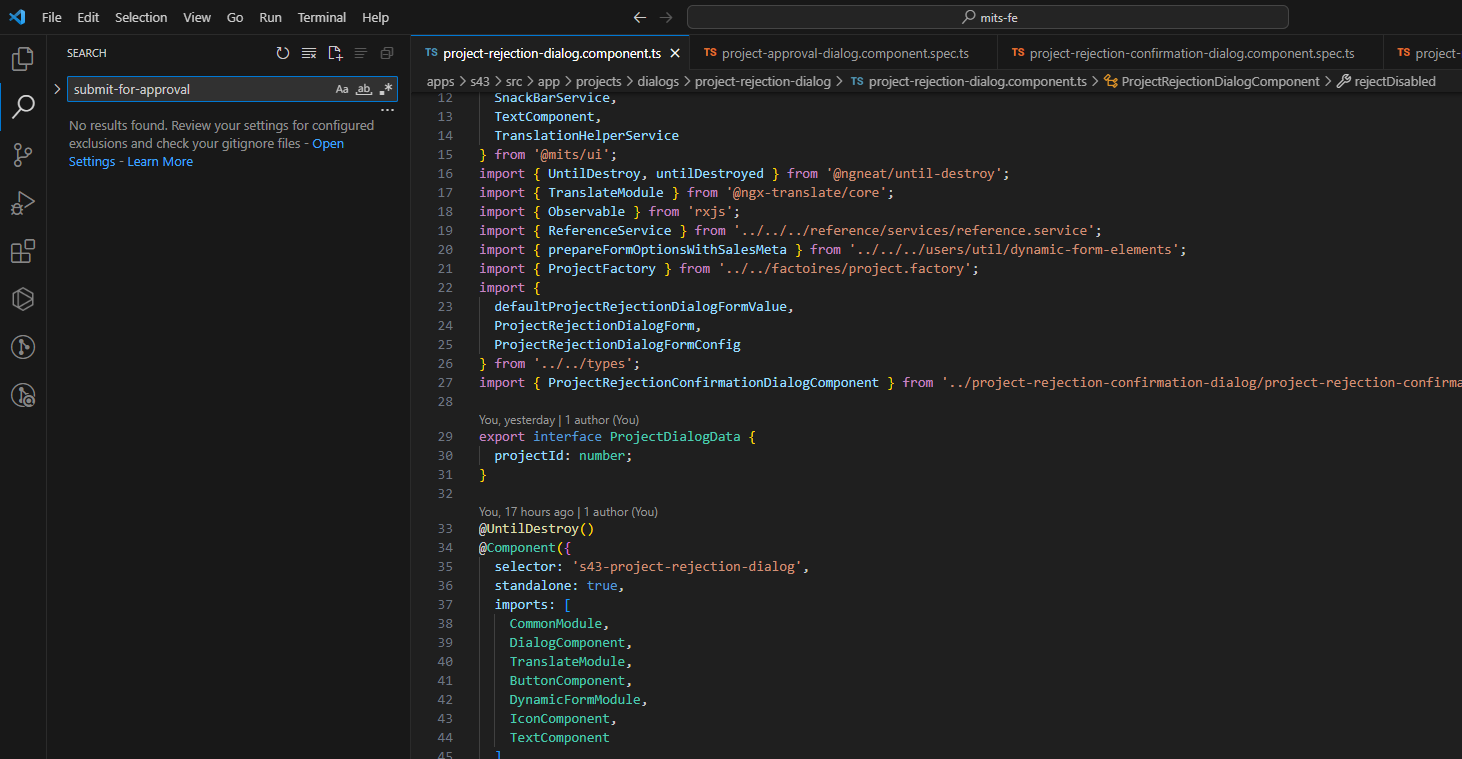 File Edit Selection View Go Run Terminal Help
mits-fe
SEARCH
submit-for-approval
Aa ab .*
No results found. Review your settings for configured
exclusions and check your gitignore files - Open
Settings - Learn More
TS project-rejection-dialog.component.ts TS project-approval-dialog.component.spec.ts TS project-rejection-confirmation-dialog.component.spec.ts TS project-
apps > s43 > src > app > projects > dialogs > project-rejection-dialog > TS project-rejection-dialog.component.ts > ProjectRejectionDialogComponent > rejectDisabled
12 SnackBarService,
13 TextComponent,
14 TranslationHelperService
15 } from '@mits/ui';
16 import { UntilDestroy, untilDestroyed } from '@ngneat/until-destroy';
17 import { TranslateModule } from '@ngx-translate/core';
18 import { Observable } from 'rxjs';
19 import { ReferenceService } from '../../../reference/services/reference.service';
20 import { prepareFormOptionsWithSalesMeta } from '../../../users/util/dynamic-form-elements';
21 import { ProjectFactory } from '../../factoires/project.factory';
22 import {
23 defaultProjectRejectionDialogFormValue,
24 ProjectRejectionDialogForm,
25 ProjectRejectionDialogFormConfig
26 } from '../../types';
27 import { ProjectRejectionConfirmationDialogComponent } from '../project-rejection-confirmation-dialog/project-rejection-confirma
28
You, yesterday | 1 author (You)
29 export interface ProjectDialogData {
30 projectId: number;
31 }
32
You, 17 hours ago | 1 author (You)
33 @UntilDestroy()
34 @Component({
35 selector: 's43-project-rejection-dialog',
36 standalone: true,
37 imports: [
38 CommonModule,
39 DialogComponent,
40 TranslateModule,
41 ButtonComponent,
42 DynamicFormModule,
43 IconComponent,
44 TextComponent
45 ]